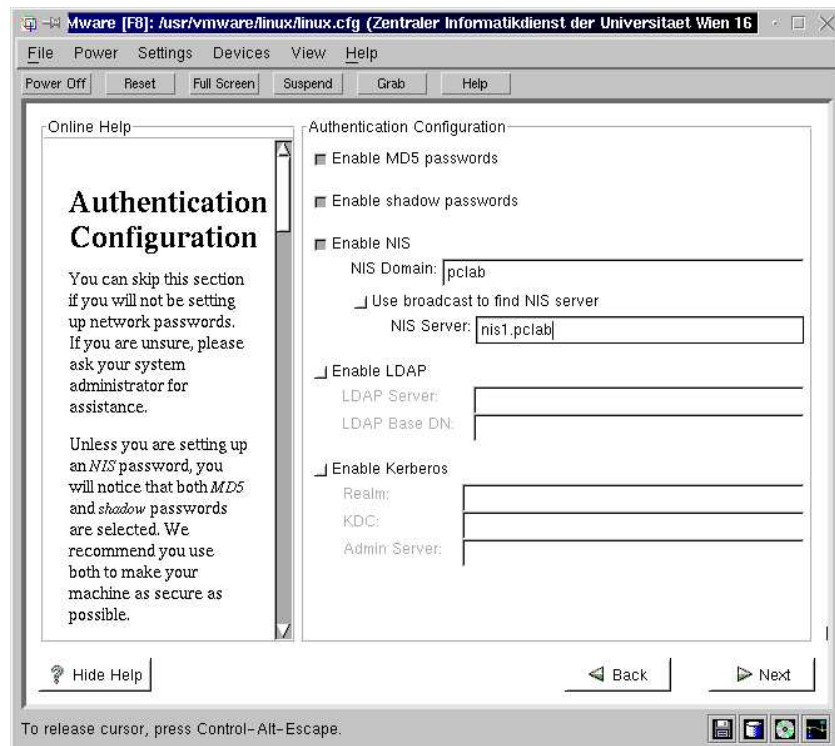 Mware [F8]: /usr/vmware/linux/linux.cfg (Zentraler Informatikdienst der Universitaet Wien 16
File Power Settings Devices View Help
Power Off Reset Full Screen Suspend Grab Help
Online Help
Authentication Configuration
You can skip this section
if you will not be setting
up network passwords.
If you are unsure, please
ask your system
administrator for
assistance.
Unless you are setting up
an NIS password, you
will notice that both MD5
and shadow passwords
are selected. We
recommend you use
both to make your
machine as secure as
possible.
Authentication Configuration
Enable MD5 passwords
Enable shadow passwords
Enable NIS
NIS Domain: pclab
Use broadcast to find NIS server
NIS Server: nis1.pclab
Enable LDAP
LDAP Server:
LDAP Base DN:
Enable Kerberos
Realm:
KDC:
Admin Server:
Hide Help
Back
Next
To release cursor, press Control-Alt-Escape.